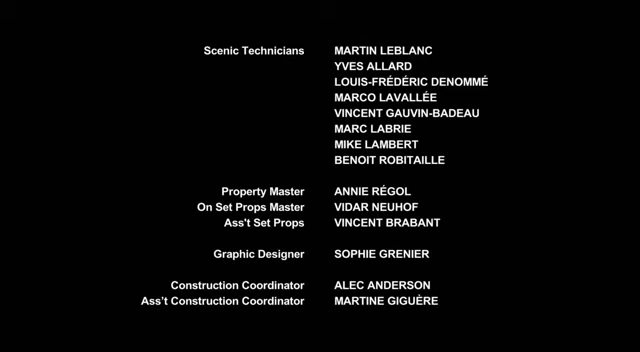 Scenic Technicians MARTIN LEBLANC
YVES ALLARD
LOUIS-FRÉDÉRIC DENOMMÉ
MARCO LAVALLÉE
VINCENT GAUVIN-BADEAU
MARC LABRIE
MIKE LAMBERT
BENOIT ROBITAILLE
Property Master ANNIE RÉGOL
On Set Props Master VIDAR NEUHOF
Ass't Set Props VINCENT BRABANT
Graphic Designer SOPHIE GRENIER
Construction Coordinator ALEC ANDERSON
Ass't Construction Coordinator MARTINE GIGUÈRE